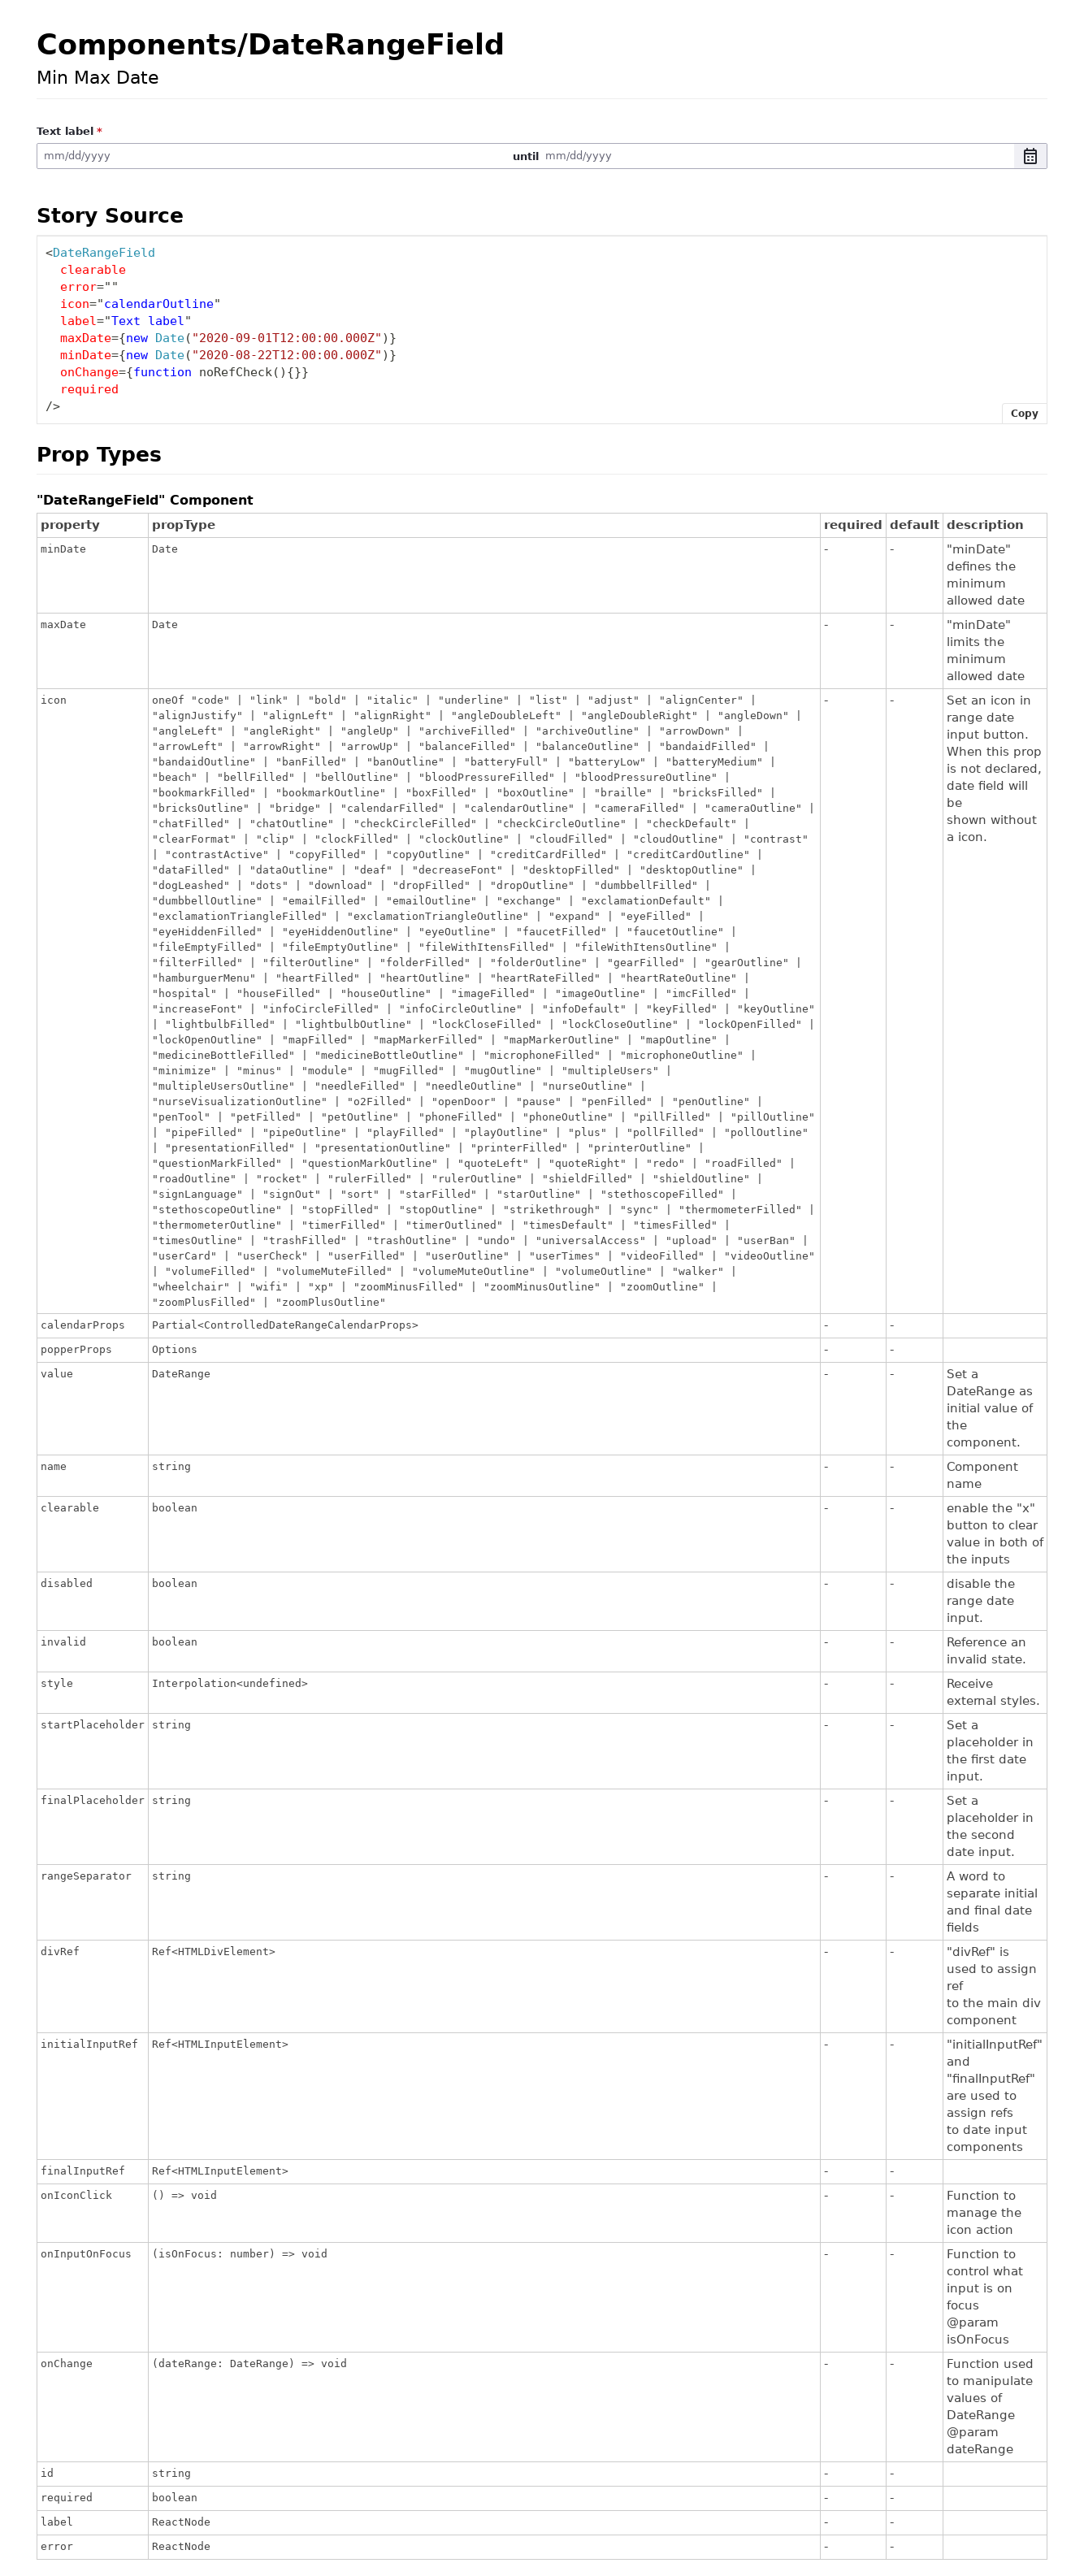 Components/DateRangeField
Min Max Date
Text label *
mm/dd/yyyy until mm/dd/yyyy
Story Source
<DateRangeField
clearable
error=""
icon="calendarOutline"
label="Text label"
maxDate={new Date("2020-09-01T12:00:00.000Z")}
minDate={new Date("2020-08-22T12:00:00.000Z")}
onChange={function noRefCheck(){}}
required
/>
Copy
Prop Types
"DateRangeField" Component
property propType required default description
minDate Date - - "minDate"
defines the
minimum
allowed date
maxDate Date - - "minDate"
limits the
minimum
allowed date
icon
oneOf "code" | "link" | "bold" | "italic" | "underline" | "list" | "adjust" | "alignCenter" |
"alignJustify" | "alignLeft" | "alignRight" | "angleDoubleLeft" | "angleDoubleRight" | "angleDown" |
"angleLeft" | "angleRight" | "angleUp" | "archiveFilled" | "archiveOutline" | "arrowDown" |
"arrowLeft" | "arrowRight" | "arrowUp" | "balanceFilled" | "balanceOutline" | "bandaidFilled" |
"bandaidOutline" | "banFilled" | "banOutline" | "batteryFull" | "batteryLow" | "batteryMedium" |
"beach" | "bellFilled" | "bellOutline" | "bloodPressureFilled" | "bloodPressureOutline" |
"bookmarkFilled" | "bookmarkOutline" | "boxFilled" | "boxOutline" | "braille" | "bricksFilled" |
"bricksOutline" | "bridge" | "calendarFilled" | "calendarOutline" | "cameraFilled" | "cameraOutline" |
"chatFilled" | "chatOutline" | "checkCircleFilled" | "checkCircleOutline" | "checkDefault" |
"clearFormat" | "clip" | "clockFilled" | "clockOutline" | "cloudFilled" | "cloudOutline" | "contrast"
| "contrastActive" | "copyFilled" | "copyOutline" | "creditCardFilled" | "creditCardOutline" |
"dataFilled" | "dataOutline" | "deaf" | "decreaseFont" | "desktopFilled" | "desktopOutline" |
"dogLeashed" | "dots" | "download" | "dropFilled" | "dropOutline" | "dumbbellFilled" |
"dumbbellOutline" | "emailFilled" | "emailOutline" | "exchange" | "exclamationDefault" |
"exclamationTriangleFilled" | "exclamationTriangleOutline" | "expand" | "eyeFilled" |
"eyeHiddenFilled" | "eyeHiddenOutline" | "eyeOutline" | "faucetFilled" | "faucetOutline" |
"fileEmptyFilled" | "fileEmptyOutline" | "fileWithItensFilled" | "fileWithItensOutline" |
"filterFilled" | "filterOutline" | "folderFilled" | "folderOutline" | "gearFilled" | "gearOutline" |
"hamburguerMenu" | "heartFilled" | "heartOutline" | "heartRateFilled" | "heartRateOutline" |
"hospital" | "houseFilled" | "houseOutline" | "imageFilled" | "imageOutline" | "imcFilled" |
"increaseFont" | "infoCircleFilled" | "infoCircleOutline" | "infoDefault" | "keyFilled" | "keyOutline"
| "lightbulbFilled" | "lightbulbOutline" | "lockCloseFilled" | "lockCloseOutline" | "lockOpenFilled" |
"lockOpenOutline" | "mapFilled" | "mapMarkerFilled" | "mapMarkerOutline" | "mapOutline" |
"medicineBottleFilled" | "medicineBottleOutline" | "microphoneFilled" | "microphoneOutline" |
"minimize" | "minus" | "module" | "mugFilled" | "mugOutline" | "multipleUsers" |
"multipleUsersOutline" | "needleFilled" | "needleOutline" | "nurseOutline" |
"nurseVisualizationOutline" | "o2Filled" | "openDoor" | "pause" | "penFilled" | "penOutline" |
"penTool" | "petFilled" | "petOutline" | "phoneFilled" | "phoneOutline" | "pillFilled" | "pillOutline"
| "pipeFilled" | "pipeOutline" | "playFilled" | "playOutline" | "plus" | "pollFilled" | "pollOutline"
| "presentationFilled" | "presentationOutline" | "printerFilled" | "printerOutline" |
"questionMarkFilled" | "questionMarkOutline" | "quoteLeft" | "quoteRight" | "redo" | "roadFilled" |
"roadOutline" | "rocket" | "rulerFilled" | "rulerOutline" | "shieldFilled" | "shieldOutline" |
"signLanguage" | "signOut" | "sort" | "starFilled" | "starOutline" | "stethoscopeFilled" |
"stethoscopeOutline" | "stopFilled" | "stopOutline" | "strikethrough" | "sync" | "thermometerFilled" |
"thermometerOutline" | "timerFilled" | "timerOutlined" | "timesDefault" | "timesFilled" |
"timesOutline" | "trashFilled" | "trashOutline" | "undo" | "universalAccess" | "upload" | "userBan" |
"userCard" | "userCheck" | "userFilled" | "userOutline" | "userTimes" | "videoFilled" | "videoOutline"
| "volumeFilled" | "volumeMuteFilled" | "volumeMuteOutline" | "volumeOutline" | "walker" |
"wheelchair" | "wifi" | "xp" | "zoomMinusFilled" | "zoomMinusOutline" | "zoomOutline" |
"zoomPlusFilled" | "zoomPlusOutline"
- - Set an icon in
range date
input button.
When this prop
is not declared,
date field will
be
shown without
a icon.
calendarProps Partial<ControlledDateRangeCalendarProps> - -
popperProps Options - -
value DateRange - - Set a
DateRange as
initial value of
the
component.
name string - - Component
name
clearable boolean - - enable the "x"
button to clear
value in both of
the inputs
disabled boolean - - disable the
range date
input.
invalid boolean - - Reference an
invalid state.
style Interpolation<undefined> - - Receive
external styles.
startPlaceholder string - - Set a
placeholder in
the first date
input.
finalPlaceholder string - - Set a
placeholder in
the second
date input.
rangeSeparator string - - A word to
separate initial
and final date
fields
divRef Ref<HTMLDivElement> - - "divRef" is
used to assign
ref
to the main div
component
initialInputRef Ref<HTMLInputElement> - - "initialInputRef"
and
"finalInputRef"
are used to
assign refs
to date input
components
finalInputRef Ref<HTMLInputElement> - -
onIconClick () => void - - Function to
manage the
icon action
onInputOnFocus (isOnFocus: number) => void - - Function to
control what
input is on
focus
@param
isOnFocus
onChange (dateRange: DateRange) => void - - Function used
to manipulate
values of
DateRange
@param
dateRange
id string - -
required boolean - -
label ReactNode - -
error ReactNode - -